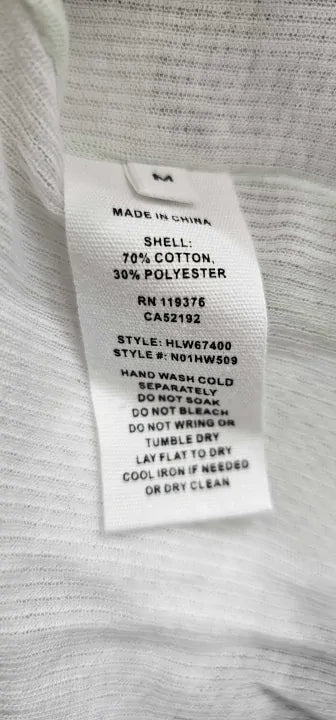 M
MADE IN CHINA
SHELL:
70% COTTON,
30% POLYESTER
RN 119376
CA52192
STYLE: HLW67400
STYLE #: N01HW509
HAND WASH COLD
SEPARATELY
DO NOT SOAK
DO NOT BLEACH
DO NOT WRING OR
TUMBLE DRY
LAY FLAT TO DRY
COOL IRON IF NEEDED
OR DRY CLEAN